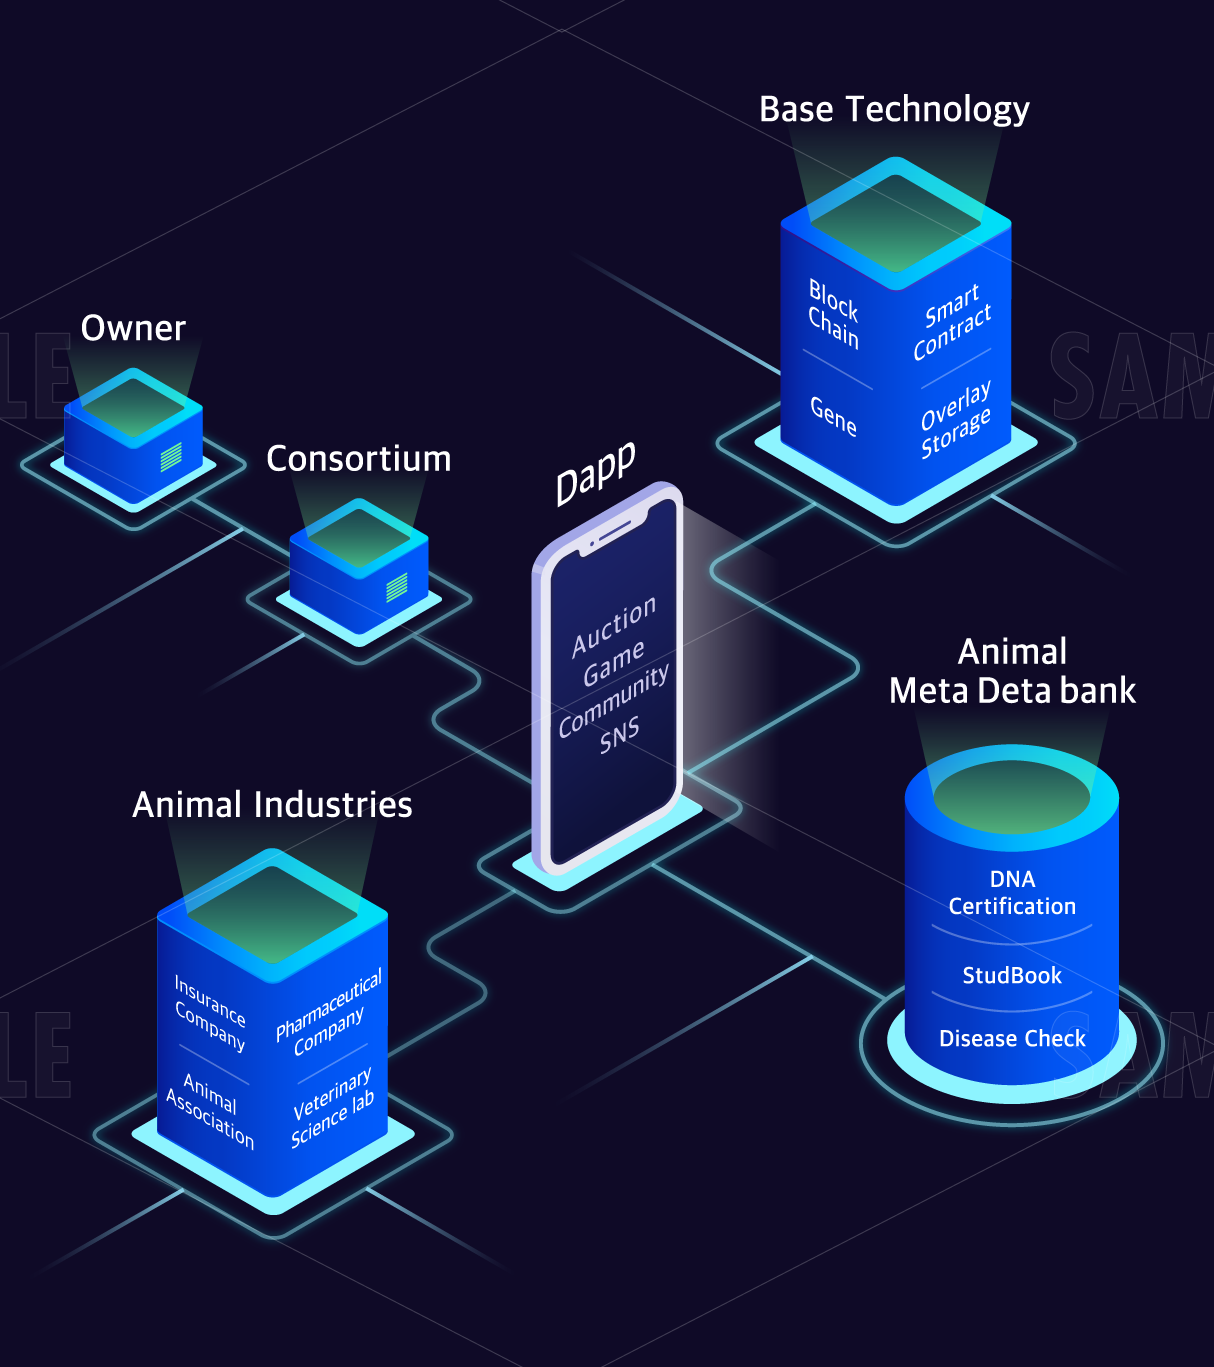 Base Technology
Block
Chain
Gene
Smart
Contract
Overlay
Storage
Owner
Consortium
Dapp
Auction
Game
Community
SNS
Animal
Meta Deta bank
DNA
Certification
StudBook
Disease Check
Animal Industries
Insurance
Company
Animal
Association
Pharmaceutical
Company
Veterinary
Science lab
LE
SAM
LE
SAM